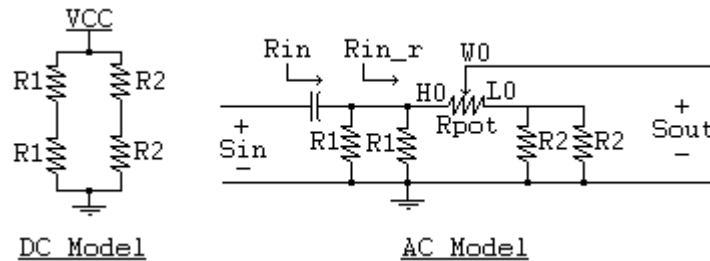 VCC
R1 R2
R1 R2
DC Model
Rin Rin_r W0
H0 L0
Rpot
+ Sin -
R1 R1 R2 R2
+ Sout -
AC Model